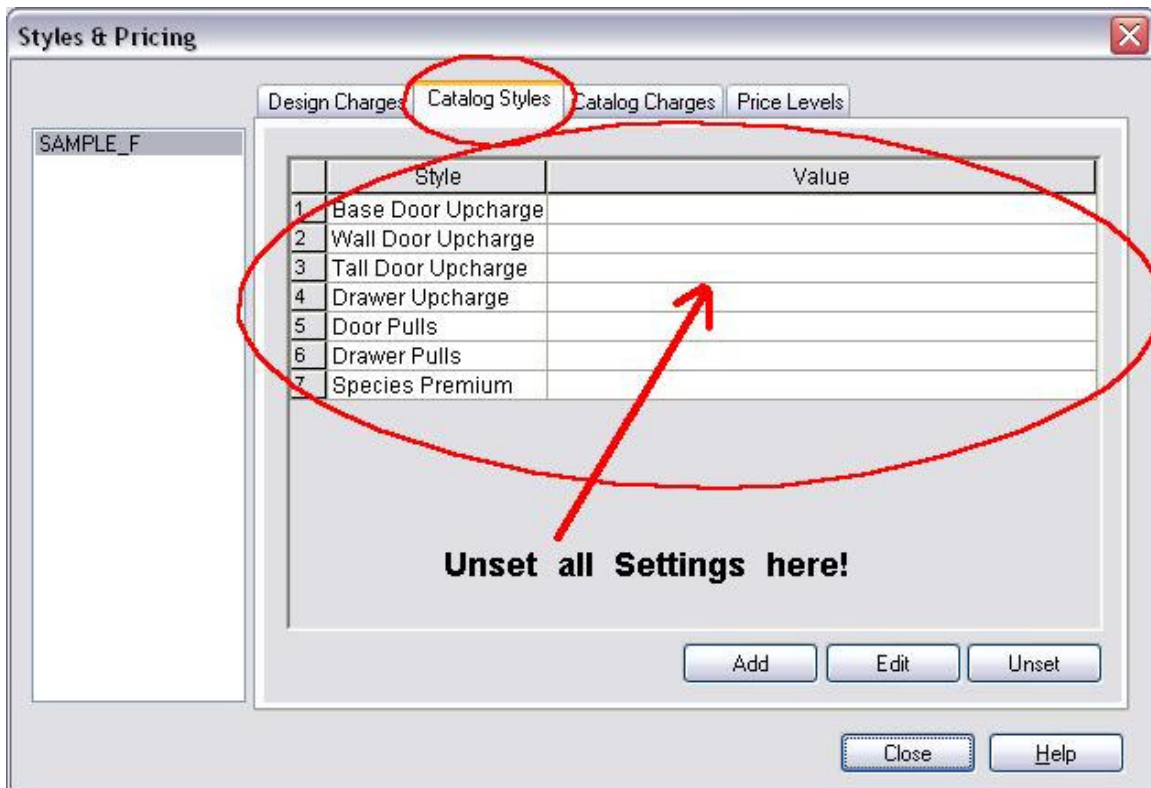 Styles & Pricing
Design Charges Catalog Styles Catalog Charges Price Levels
SAMPLE_F
Style Value
1 Base Door Upcharge
2 Wall Door Upcharge
3 Tall Door Upcharge
4 Drawer Upcharge
5 Door Pulls
6 Drawer Pulls
7 Species Premium
Unset all Settings here!
Add Edit Unset
Close Help